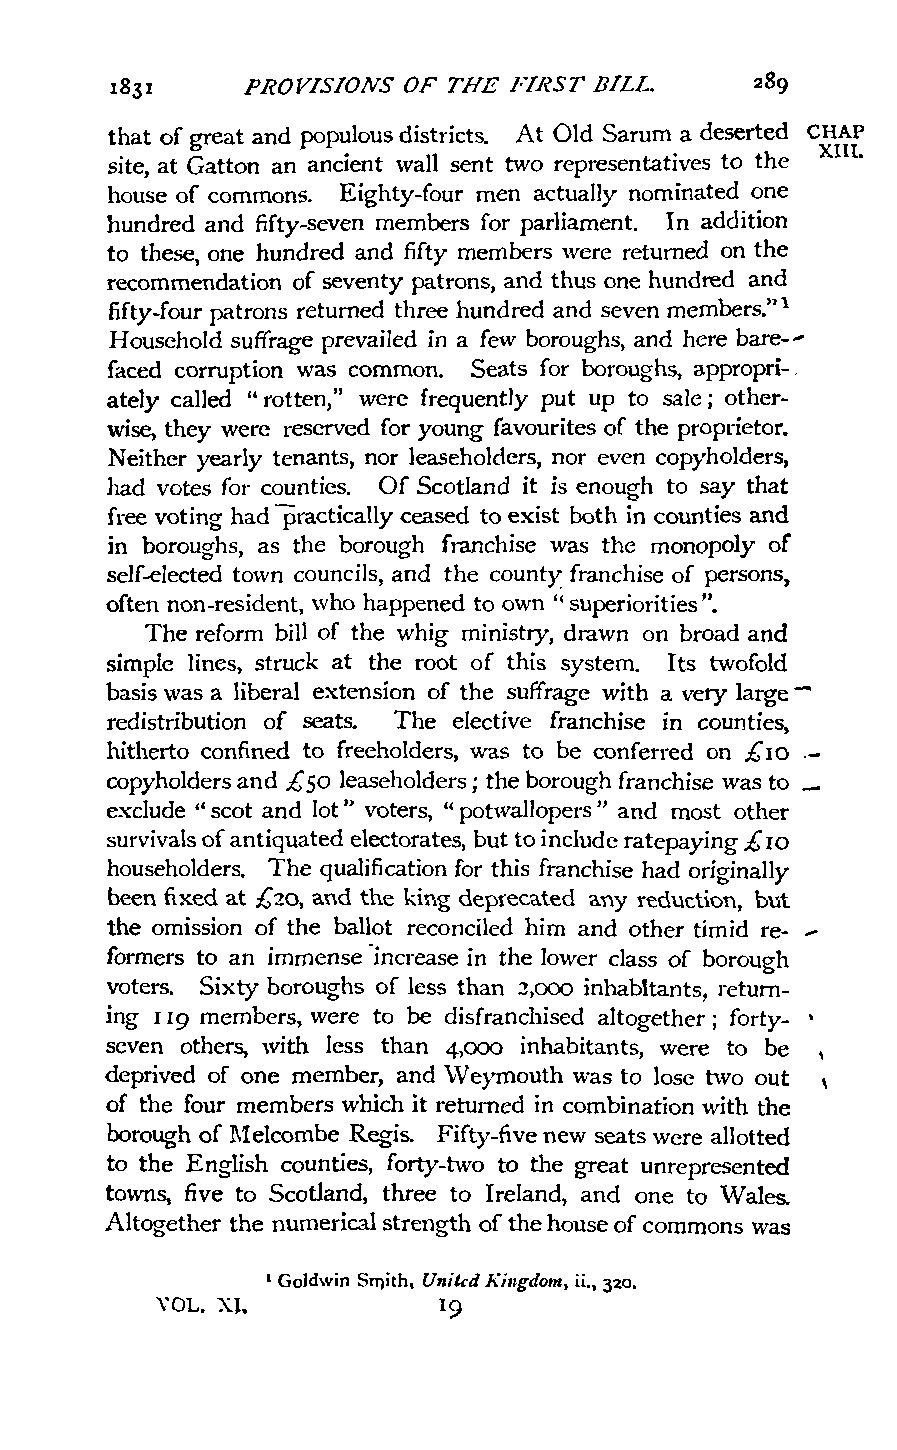 1831 PROVISIONS OF THE FIRST BILL. 289
that of great and populous districts. At Old Sarum a deserted CHAP
site, at Gatton an ancient wall sent two representatives to the XIII.
house of commons. Eighty-four men actually nominated one
hundred and fifty-seven members for parliament. In addition
to these, one hundred and fifty members were returned on the
recommendation of seventy patrons, and thus one hundred and
fifty-four patrons returned three hundred and seven members."¹
Household suffrage prevailed in a few boroughs, and here bare-
faced corruption was common. Seats for boroughs, appropri-
ately called "rotten," were frequently put up to sale; other-
wise, they were reserved for young favourites of the proprietor.
Neither yearly tenants, nor leaseholders, nor even copyholders,
had votes for counties. Of Scotland it is enough to say that
free voting had practically ceased to exist both in counties and
in boroughs, as the borough franchise was the monopoly of
self-elected town councils, and the county franchise of persons,
often non-resident, who happened to own "superiorities".
The reform bill of the whig ministry, drawn on broad and
simple lines, struck at the root of this system. Its twofold
basis was a liberal extension of the suffrage with a very large
redistribution of seats. The elective franchise in counties,
hitherto confined to freeholders, was to be conferred on £10
copyholders and £50 leaseholders; the borough franchise was to
exclude "scot and lot" voters, "potwallopers" and most other
survivals of antiquated electorates, but to include ratepaying £10
householders. The qualification for this franchise had originally
been fixed at £20, and the king deprecated any reduction, but
the omission of the ballot reconciled him and other timid re-
formers to an immense increase in the lower class of borough
voters. Sixty boroughs of less than 2,000 inhabitants, return-
ing 119 members, were to be disfranchised altogether; forty-
seven others, with less than 4,000 inhabitants, were to be
deprived of one member, and Weymouth was to lose two out
of the four members which it returned in combination with the
borough of Melcombe Regis. Fifty-five new seats were allotted
to the English counties, forty-two to the great unrepresented
towns, five to Scotland, three to Ireland, and one to Wales.
Altogether the numerical strength of the house of commons was
¹ Goldwin Smith, United Kingdom, ii., 320.
VOL. XI. 19